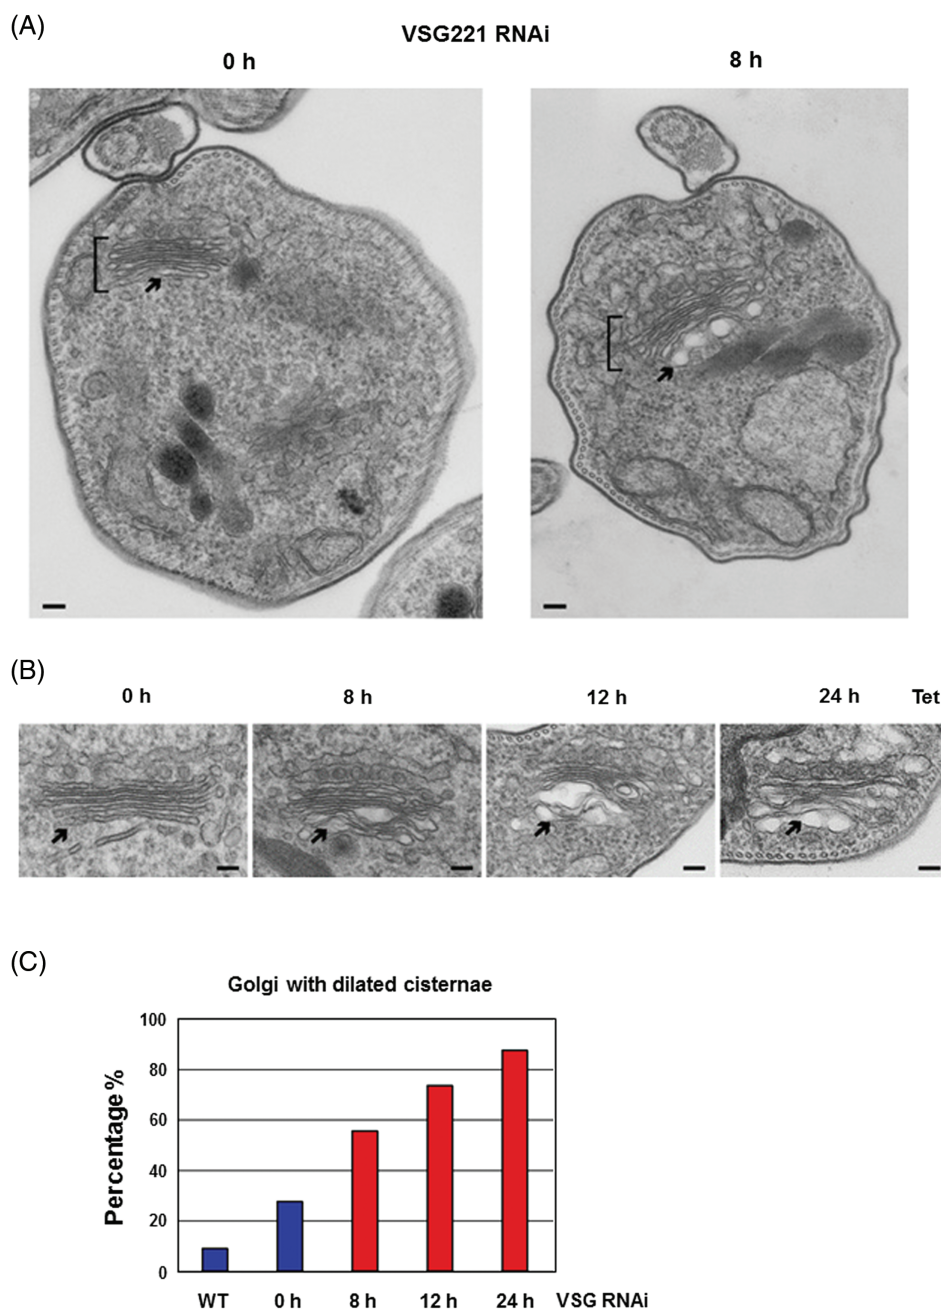 (A)
VSG221 RNAi
0 h 8 h
(B)
0 h 8 h 12 h 24 h Tet
(C)
Golgi with dilated cisternae
Percentage %
100
80
60
40
20
0
WT 0 h 8 h 12 h 24 h VSG RNAi